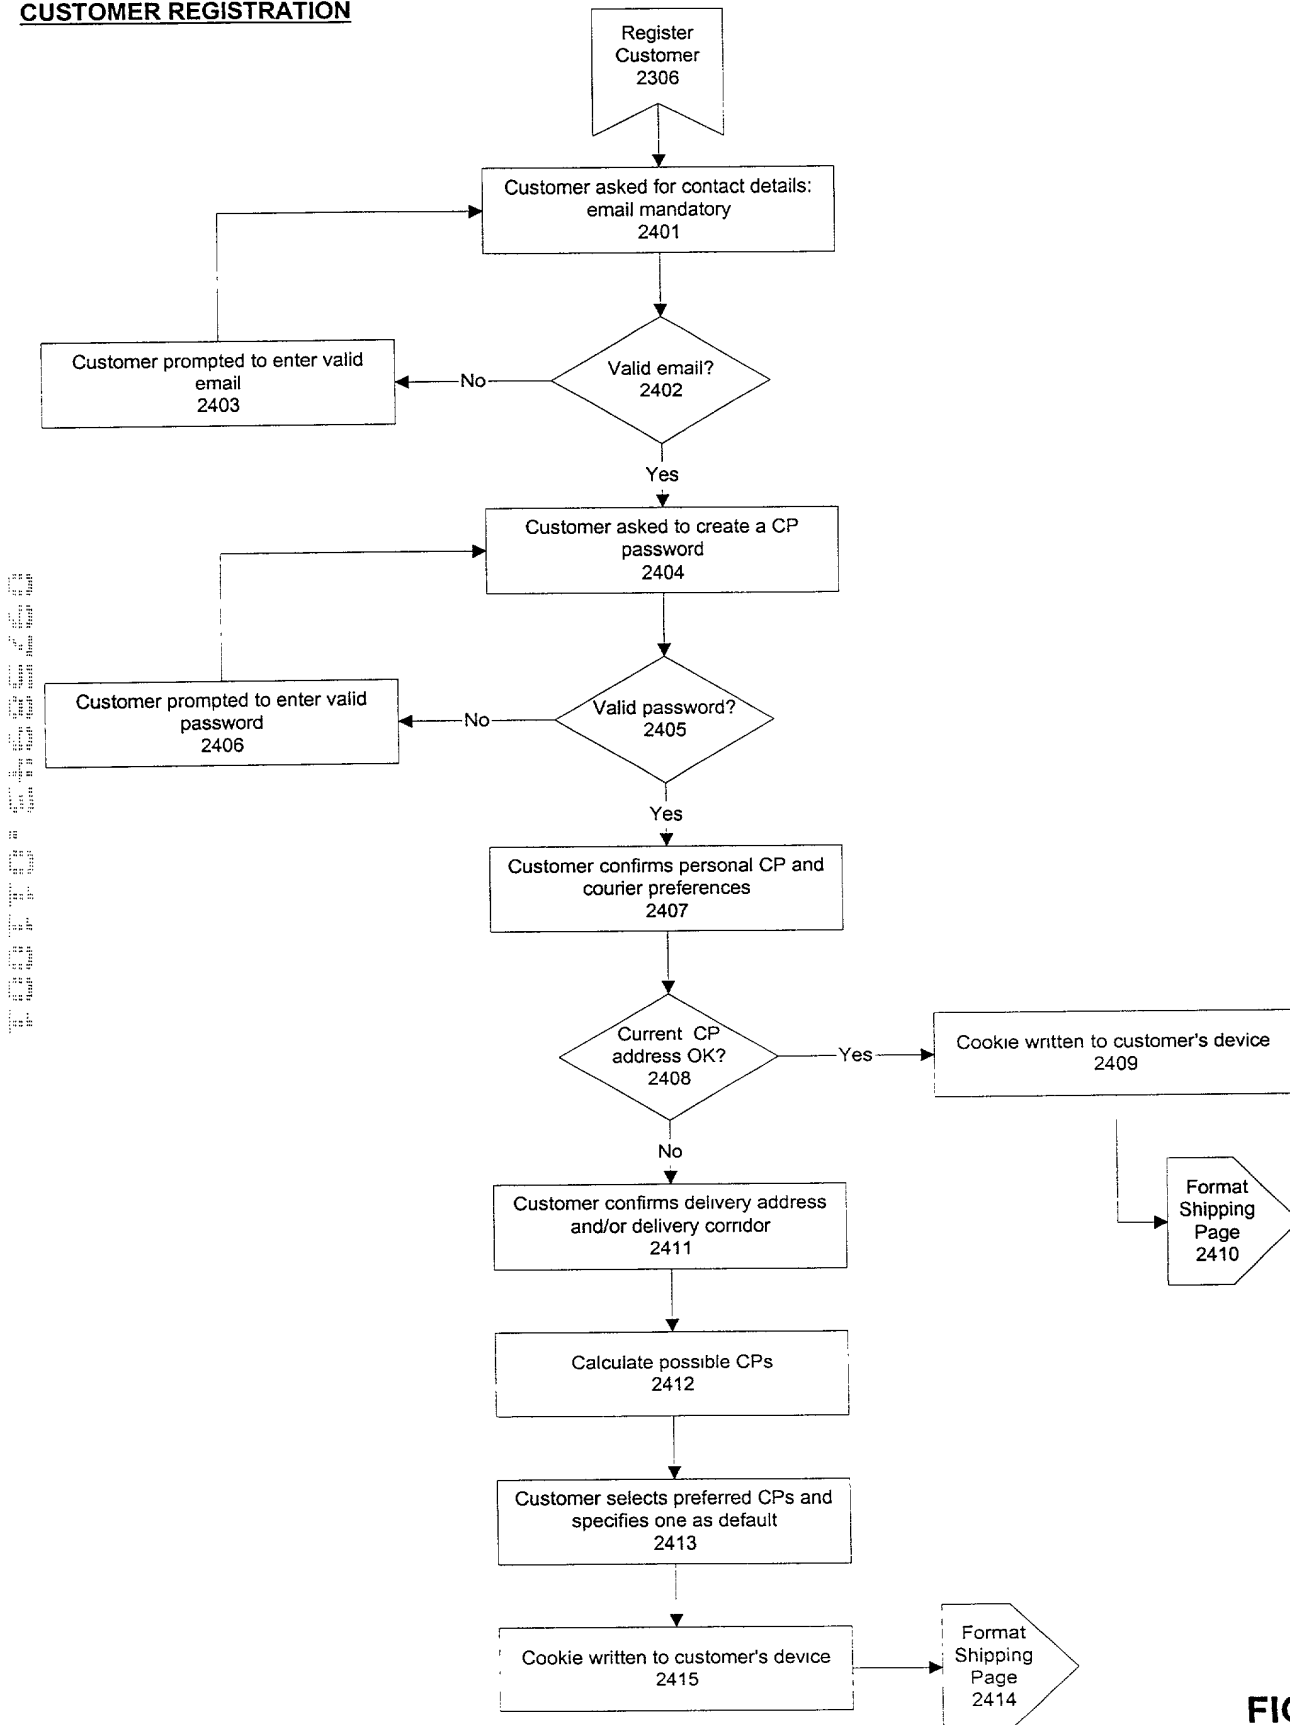 CUSTOMER REGISTRATION
Register
Customer
2306
Customer asked for contact details:
email mandatory
2401
Valid email?
2402
No
Customer prompted to enter valid
email
2403
Yes
Customer asked to create a CP
password
2404
Valid password?
2405
No
Customer prompted to enter valid
password
2406
Yes
Customer confirms personal CP and
courier preferences
2407
Current CP
address OK?
2408
Yes
Cookie written to customer's device
2409
Format
Shipping
Page
2410
No
Customer confirms delivery address
and/or delivery corridor
2411
Calculate possible CPs
2412
Customer selects preferred CPs and
specifies one as default
2413
Cookie written to customer's device
2415
Format
Shipping
Page
2414